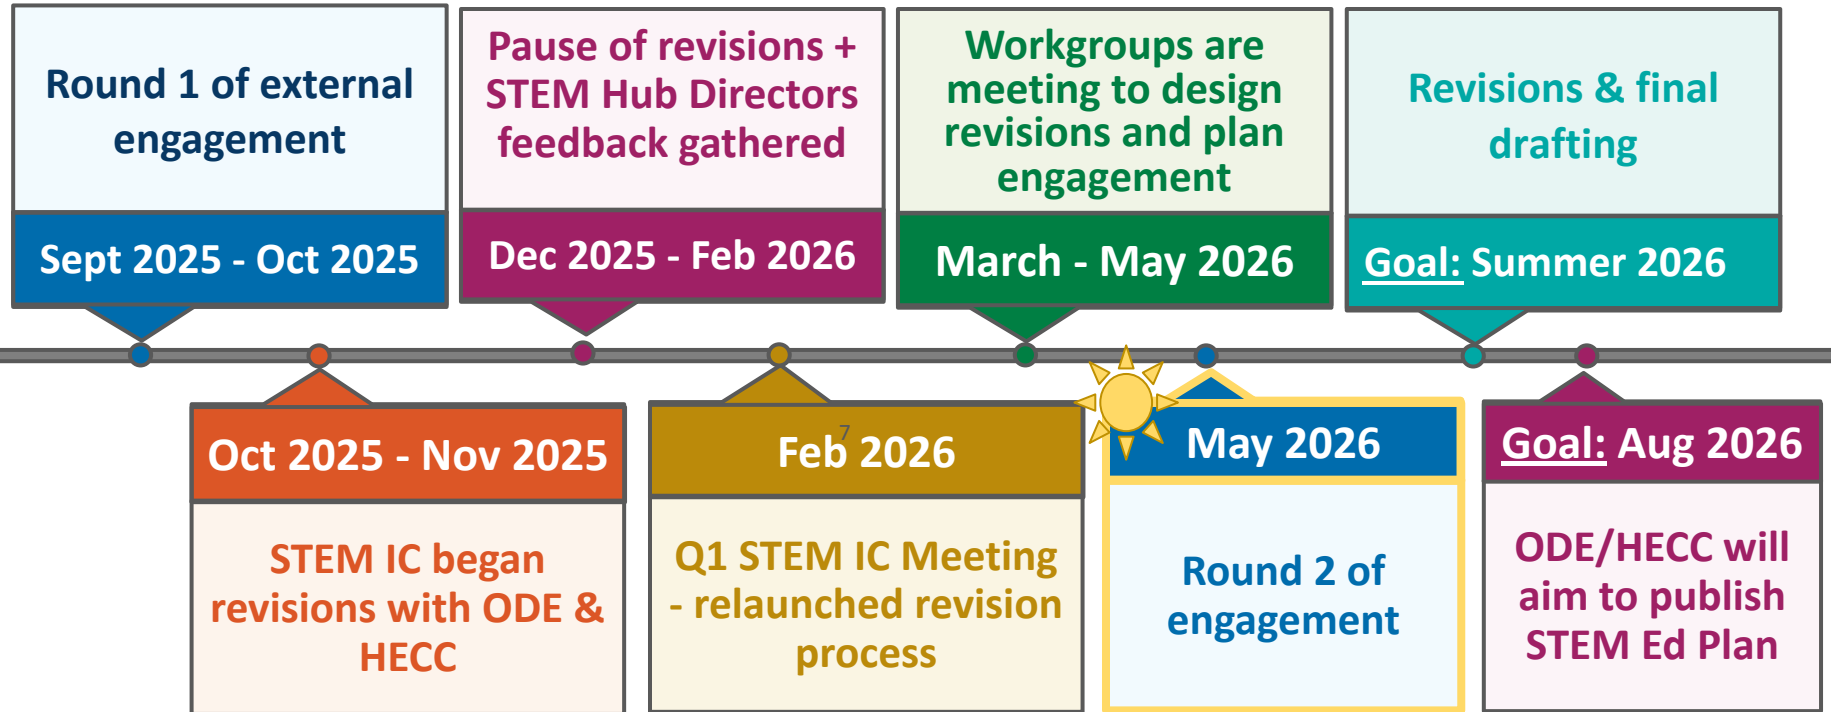 Round 1 of external
engagement
Sept 2025 - Oct 2025
Pause of revisions +
STEM Hub Directors
feedback gathered
Dec 2025 - Feb 2026
Workgroups are
meeting to design
revisions and plan
engagement
March - May 2026
Revisions & final
drafting
Goal: Summer 2026
Oct 2025 - Nov 2025
STEM IC began
revisions with ODE &
HECC
Feb 2026
7
Q1 STEM IC Meeting
- relaunched revision
process
May 2026
Round 2 of
engagement
Goal: Aug 2026
ODE/HECC will
aim to publish
STEM Ed Plan